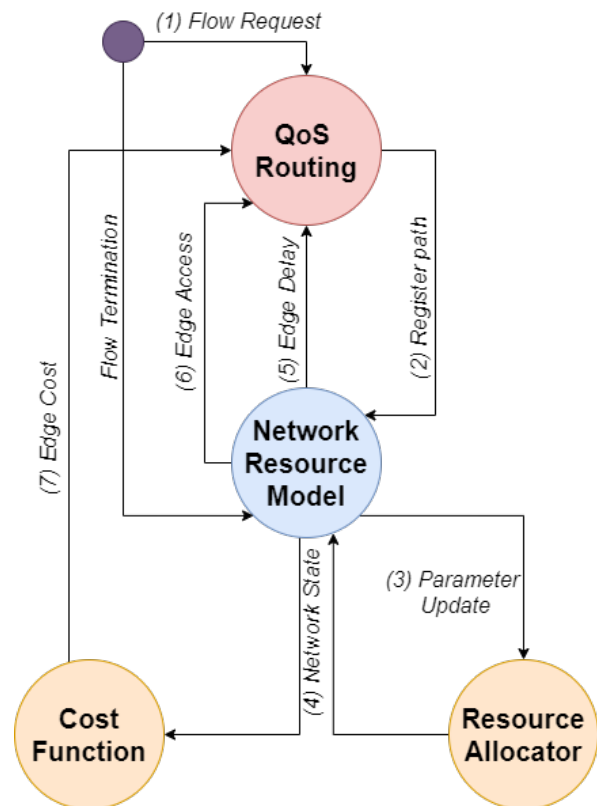 (1) Flow Request
QoS
Routing
(7) Edge Cost
Flow Termination
(6) Edge Access
(5) Edge Delay
(2) Register path
Network
Resource
Model
(3) Parameter
Update
(4) Network State
Cost
Function
Resource
Allocator